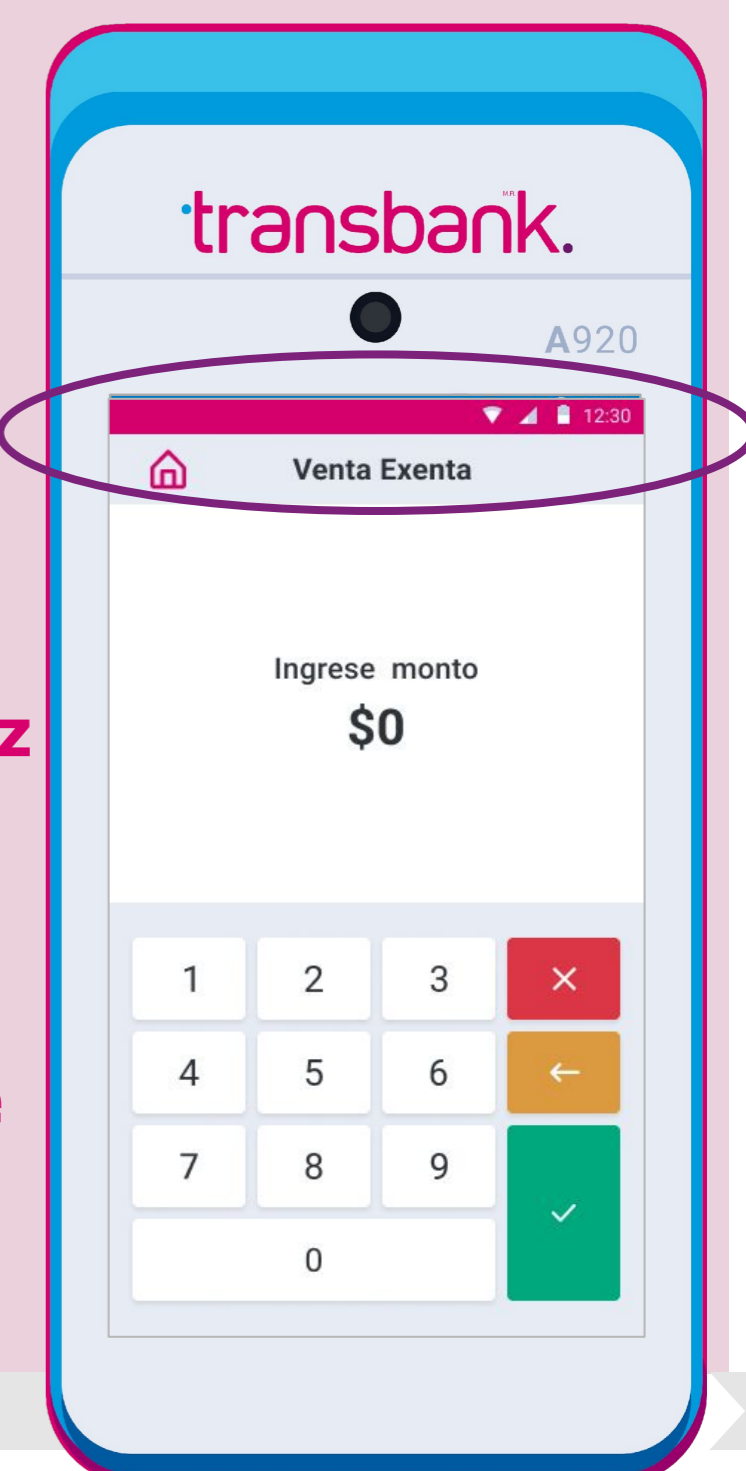 transbank.
M.R.
A920
12:30
Venta Exenta
Ingrese monto
$0
z
1 2 3
4 5 6
e
7 8 9
0